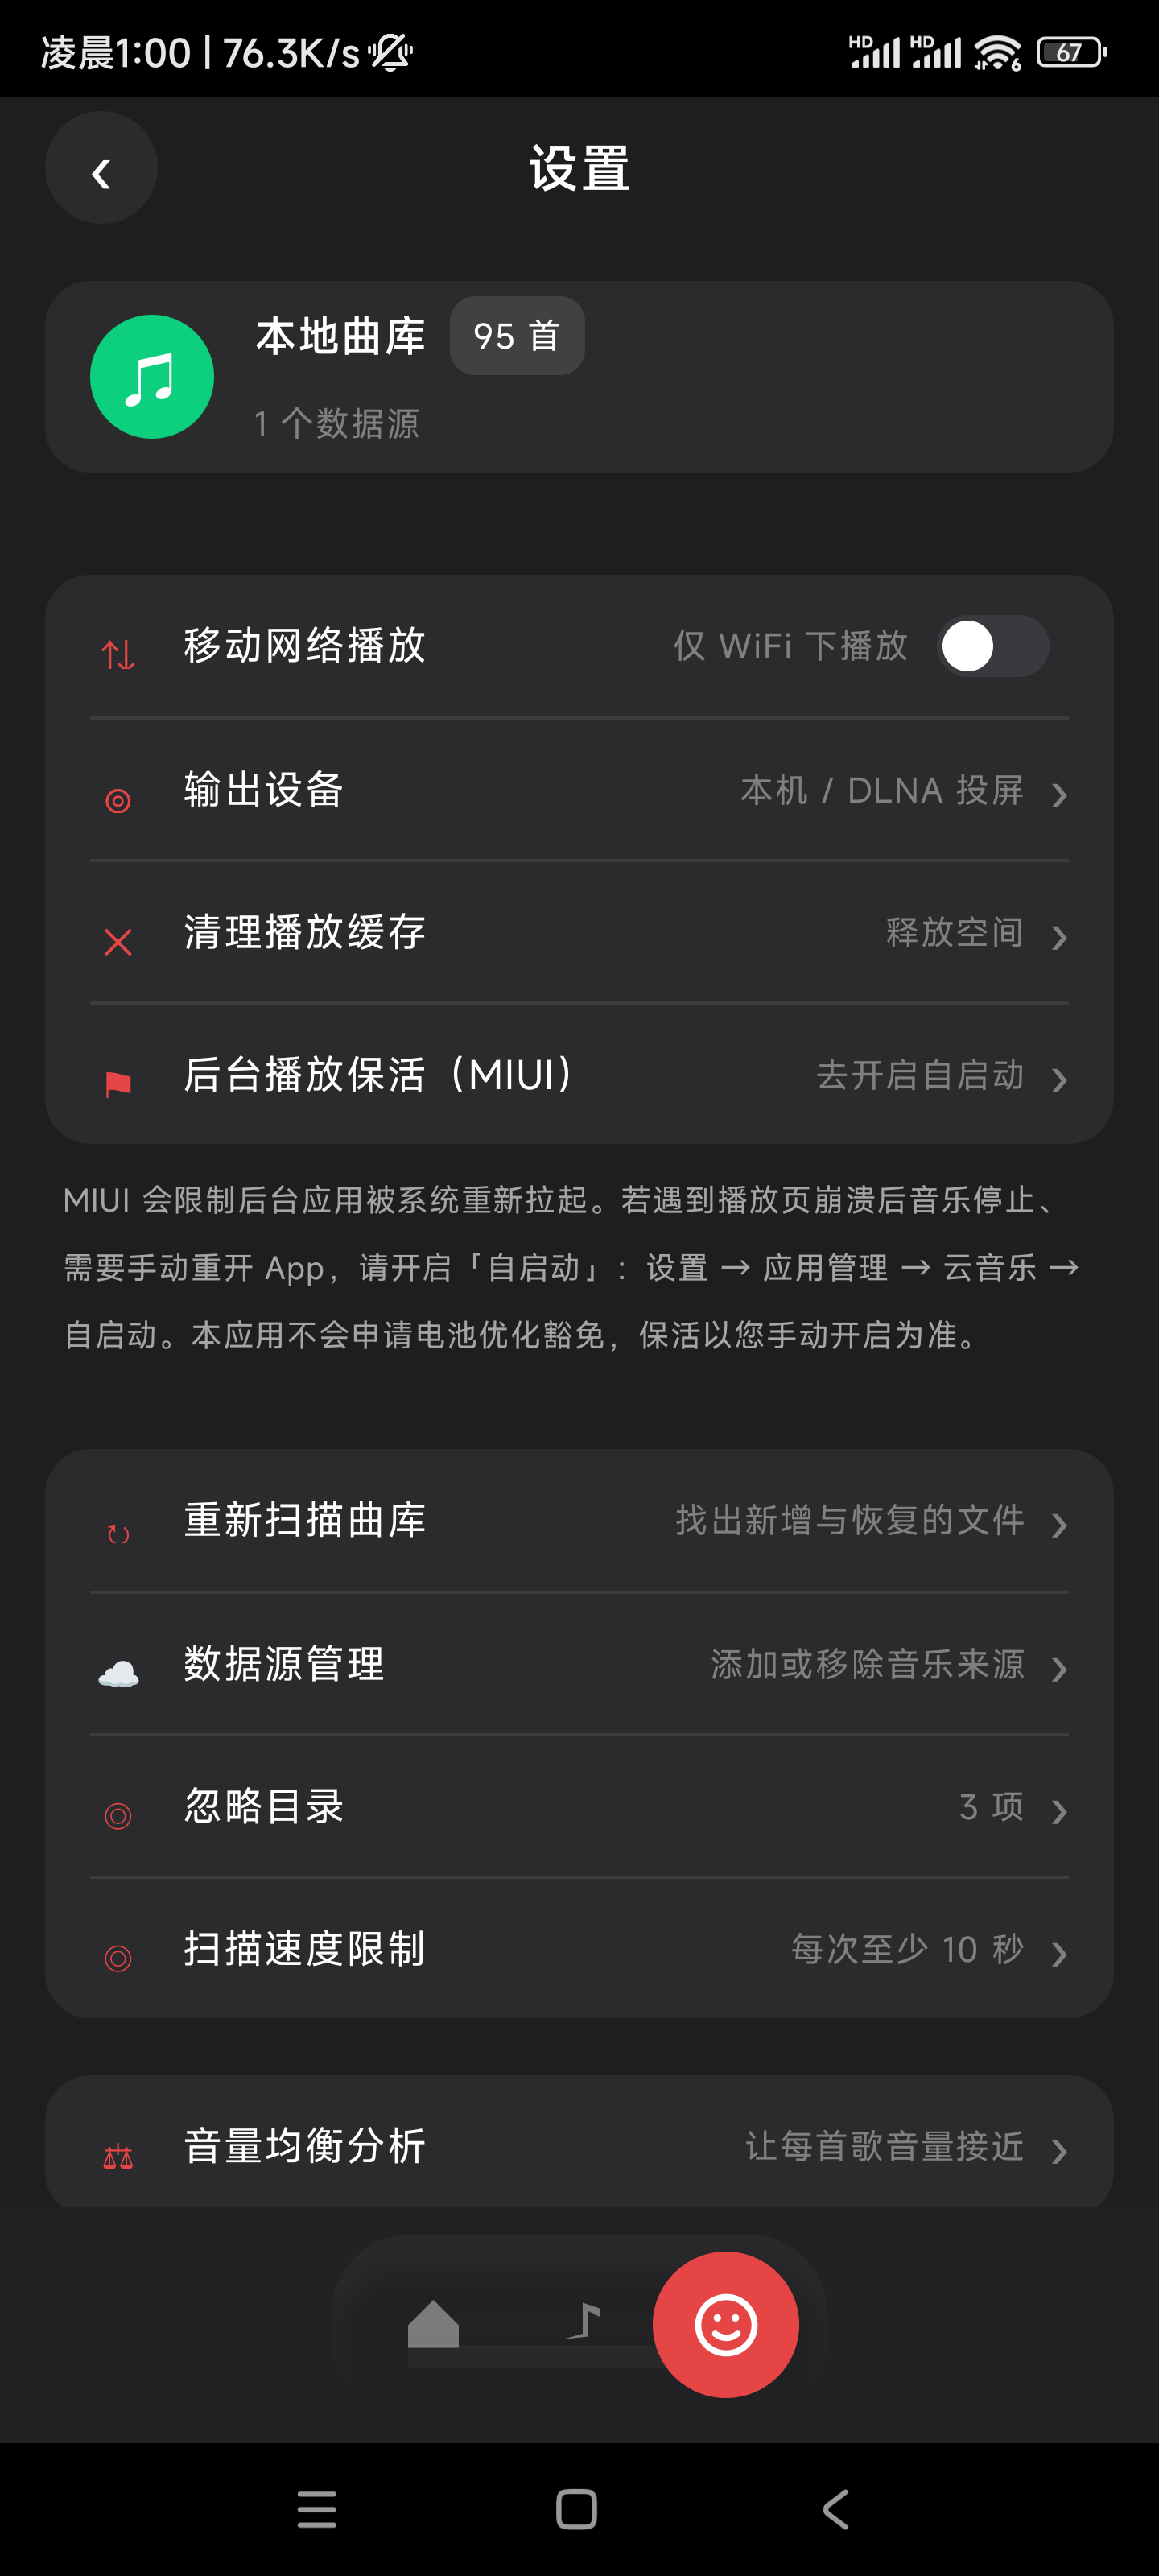 凌晨1:00 | 76.3K/s
HD HD 6 67
设置
本地曲库 95 首
1 个数据源
移动网络播放 仅 WiFi 下播放
输出设备 本机 / DLNA 投屏
清理播放缓存 释放空间
后台播放保活（MIUI） 去开启自启动
MIUI 会限制后台应用被系统重新拉起。若遇到播放页崩溃后音乐停止、
需要手动重开 App，请开启「自启动」：设置 → 应用管理 → 云音乐 →
自启动。本应用不会申请电池优化豁免，保活以您手动开启为准。
重新扫描曲库 找出新增与恢复的文件
数据源管理 添加或移除音乐来源
忽略目录 3 项
扫描速度限制 每次至少 10 秒
音量均衡分析 让每首歌音量接近